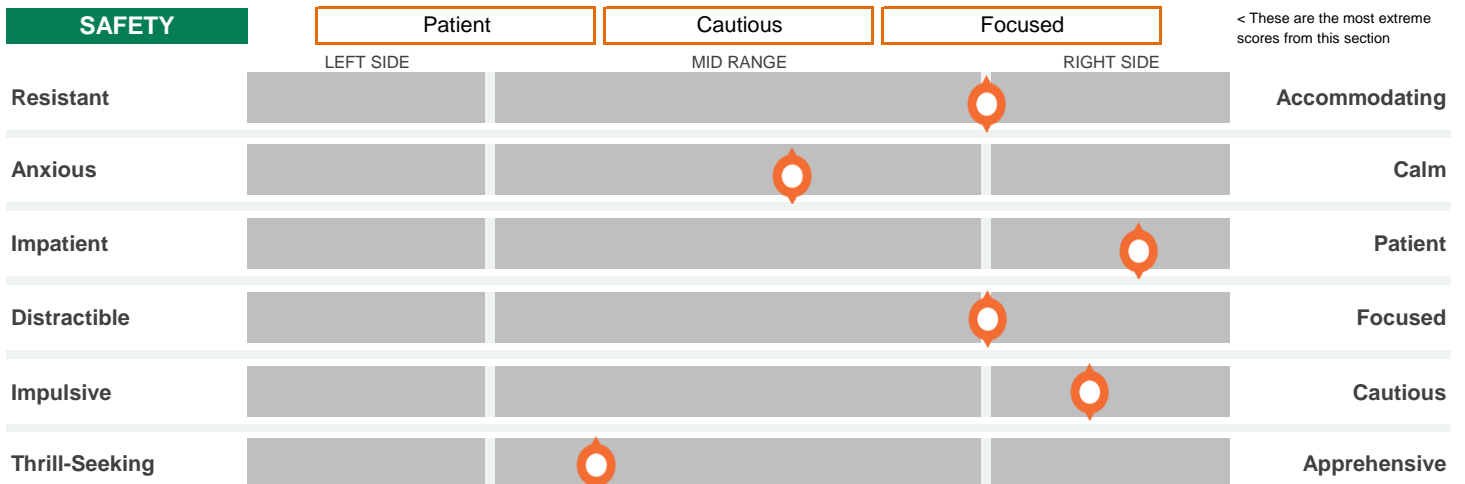 SAFETY Patient Cautious Focused < These are the most extreme
scores from this section
LEFT SIDE MID RANGE RIGHT SIDE
Resistant Accommodating
Anxious Calm
Impatient Patient
Distractible Focused
Impulsive Cautious
Thrill-Seeking Apprehensive